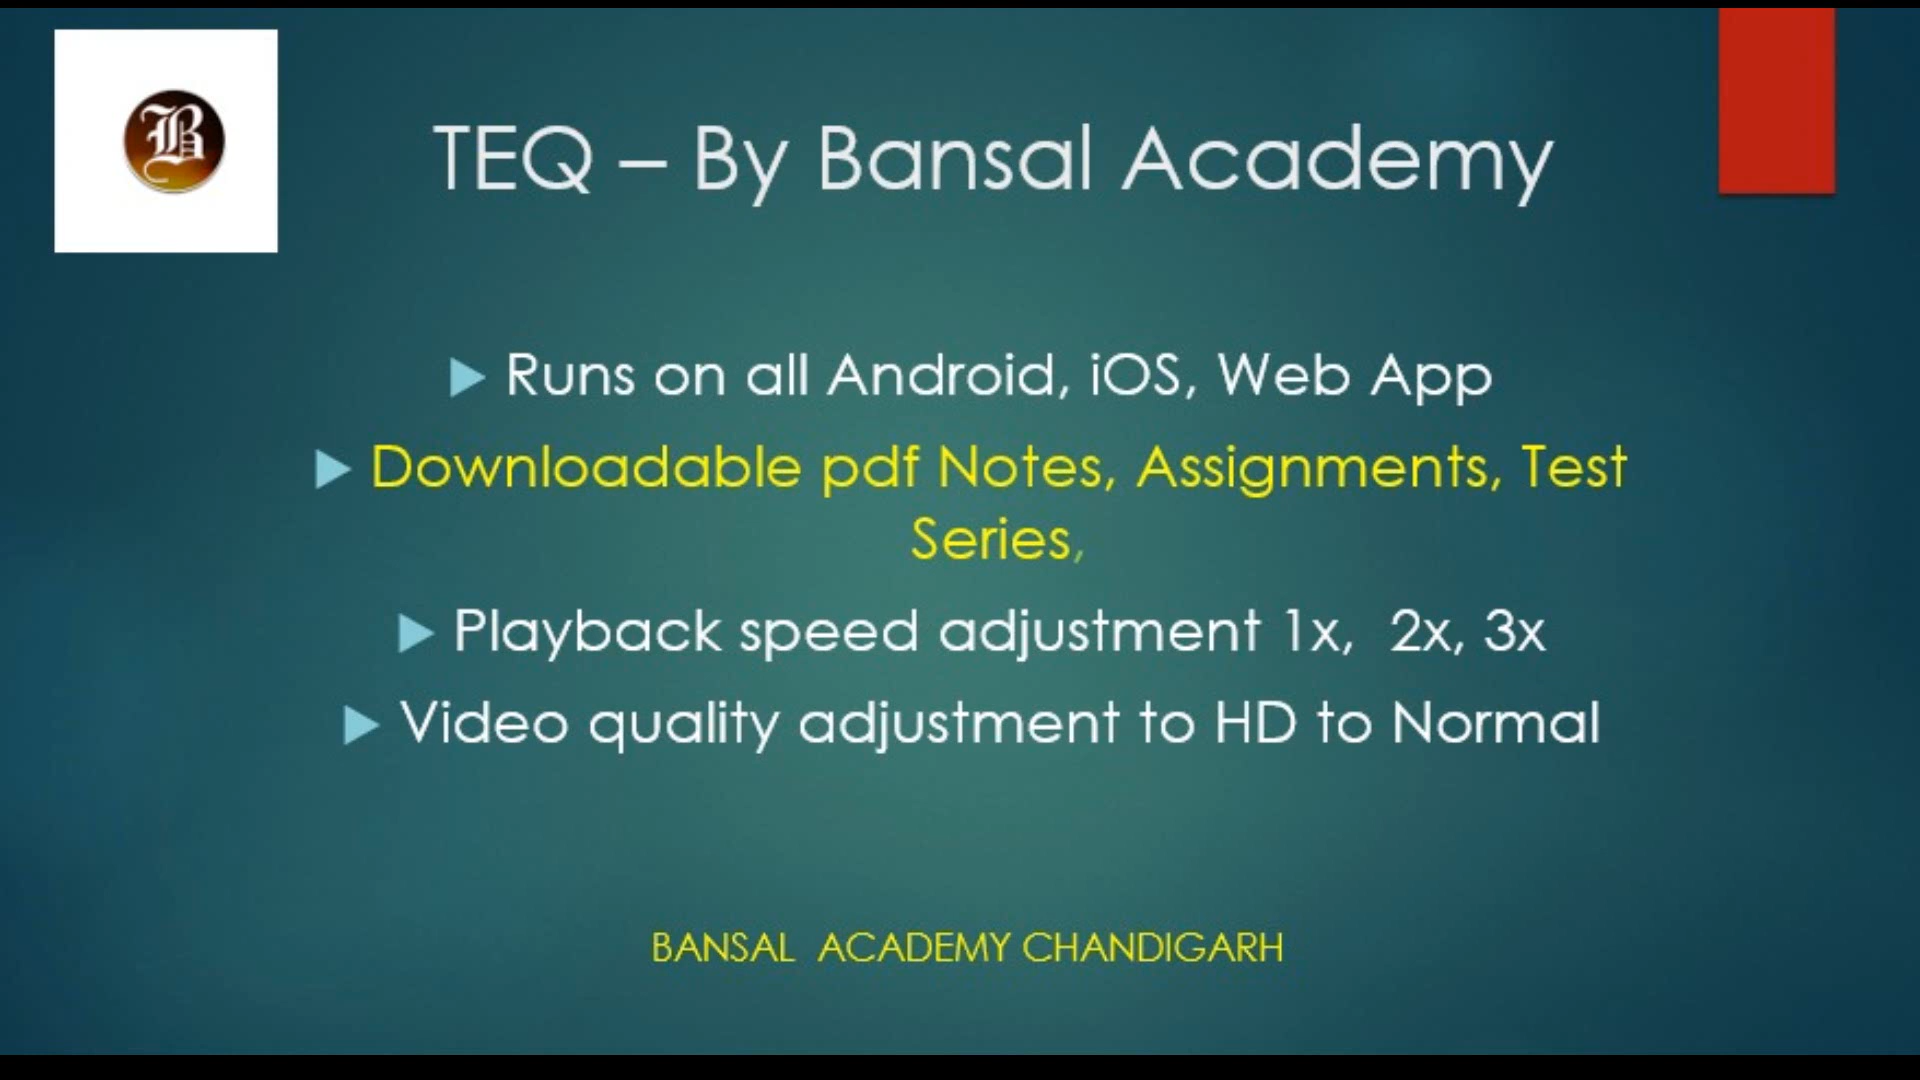 B
TEQ – By Bansal Academy
Runs on all Android, iOS, Web App
Downloadable pdf Notes, Assignments, Test
Series,
Playback speed adjustment 1x,  2x, 3x
Video quality adjustment to HD to Normal
BANSAL  ACADEMY CHANDIGARH